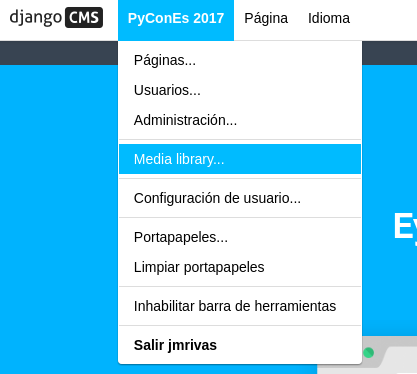 django CMS PyConEs 2017 Página Idioma
Páginas...
Usuarios...
Administración...
Media library...
Configuración de usuario...
Portapapeles...
Limpiar portapapeles
Inhabilitar barra de herramientas
Salir jmrivas